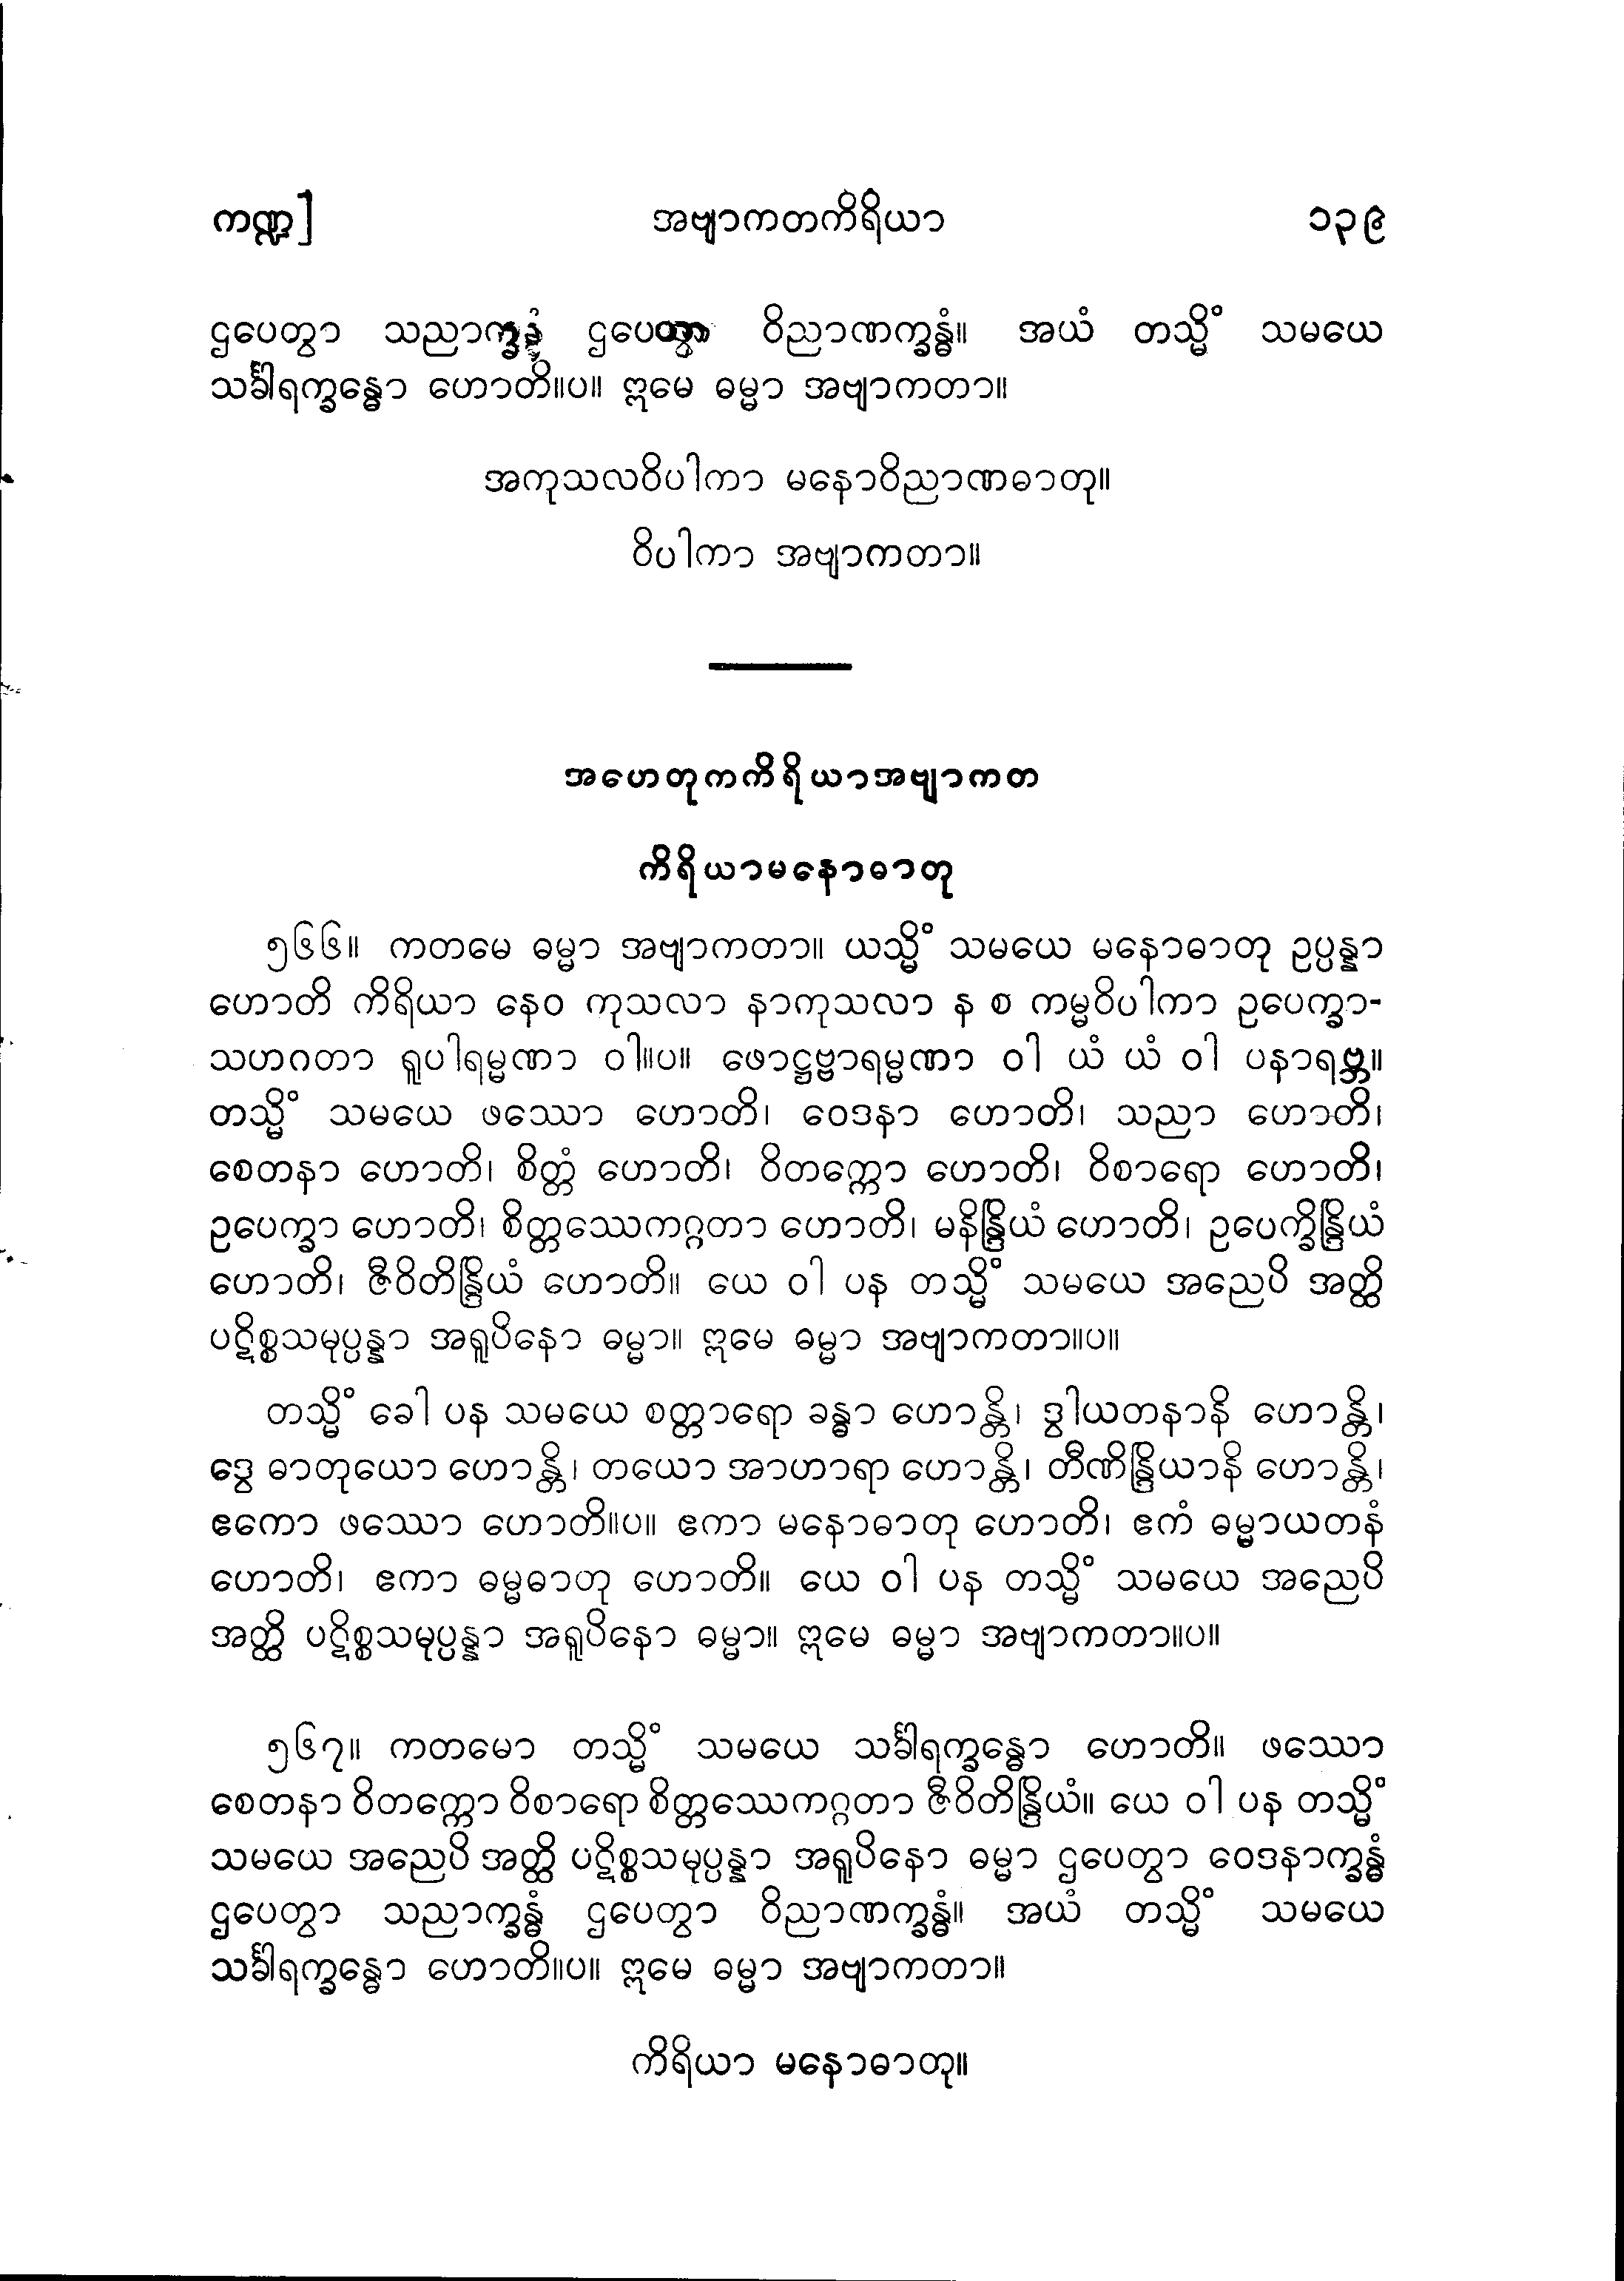 ကဏ္ဍ] အဗျာကတကိရိယာ ၁၃၉
ဌပေတွာ သညာက္ခန္ဓံ ဌပေတွာ ဝိညာဏက္ခန္ဓံ။ အယံ တသ္မိံ သမယေ
သင်္ခါရက္ခန္ဓော ဟောတိ။ပ။ ဣမေ ဓမ္မာ အဗျာကတာ။
အကုသလဝိပါကာ မနောဝိညာဏဓာတု။
ဝိပါကာ အဗျာကတာ။
အဟေတုကကိရိယာအဗျာကတ
ကိရိယာမနောဓာတု
၅၆၆။ ကတမေ ဓမ္မာ အဗျာကတာ။ ယသ္မိံ သမယေ မနောဓာတု ဥပ္ပန္နာ
ဟောတိ ကိရိယာ နေဝ ကုသလာ နာကုသလာ န စ ကမ္မဝိပါကာ ဥပေက္ခာ-
သဟဂတာ ရူပါရမ္မဏာ ဝါ။ပ။ ဖောဋ္ဌဗ္ဗာရမ္မဏာ ဝါ ယံ ယံ ဝါ ပနာရဗ္ဘ။
တသ္မိံ သမယေ ဖဿော ဟောတိ၊ ဝေဒနာ ဟောတိ၊ သညာ ဟောတိ၊
စေတနာ ဟောတိ၊ စိတ္တံ ဟောတိ၊ ဝိတက္ကော ဟောတိ၊ ဝိစာရော ဟောတိ၊
ဥပေက္ခာ ဟောတိ၊ စိတ္တဿေကဂ္ဂတာ ဟောတိ၊ မနိန္ဒြိယံ ဟောတိ၊ ဥပေက္ခိန္ဒြိယံ
ဟောတိ၊ ဇီဝိတိန္ဒြိယံ ဟောတိ။ ယေ ဝါ ပန တသ္မိံ သမယေ အညေပိ အတ္ထိ
ပဋိစ္စသမုပ္ပန္နာ အရူပိနော ဓမ္မာ။ ဣမေ ဓမ္မာ အဗျာကတာ။ပ။
တသ္မိံ ခေါ ပန သမယေ စတ္တာရော ခန္ဓာ ဟောန္တိ၊ ဒွါယတနာနိ ဟောန္တိ၊
ဒွေ ဓာတုယော ဟောန္တိ၊ တယော အာဟာရာ ဟောန္တိ၊ တီဏိန္ဒြိယာနိ ဟောန္တိ၊
ဧကော ဖဿော ဟောတိ။ပ။ ဧကာ မနောဓာတု ဟောတိ၊ ဧကံ ဓမ္မာယတနံ
ဟောတိ၊ ဧကာ ဓမ္မဓာတု ဟောတိ။ ယေ ဝါ ပန တသ္မိံ သမယေ အညေပိ
အတ္ထိ ပဋိစ္စသမုပ္ပန္နာ အရူပိနော ဓမ္မာ။ ဣမေ ဓမ္မာ အဗျာကတာ။ပ။
၅၆၇။ ကတမော တသ္မိံ သမယေ သင်္ခါရက္ခန္ဓော ဟောတိ။ ဖဿော
စေတနာ ဝိတက္ကော ဝိစာရော စိတ္တဿေကဂ္ဂတာ ဇီဝိတိန္ဒြိယံ။ ယေ ဝါ ပန တသ္မိံ
သမယေ အညေပိ အတ္ထိ ပဋိစ္စသမုပ္ပန္နာ အရူပိနော ဓမ္မာ ဌပေတွာ ဝေဒနာက္ခန္ဓံ
ဌပေတွာ သညာက္ခန္ဓံ ဌပေတွာ ဝိညာဏက္ခန္ဓံ။ အယံ တသ္မိံ သမယေ
သင်္ခါရက္ခန္ဓော ဟောတိ။ပ။ ဣမေ ဓမ္မာ အဗျာကတာ။
ကိရိယာ မနောဓာတု။